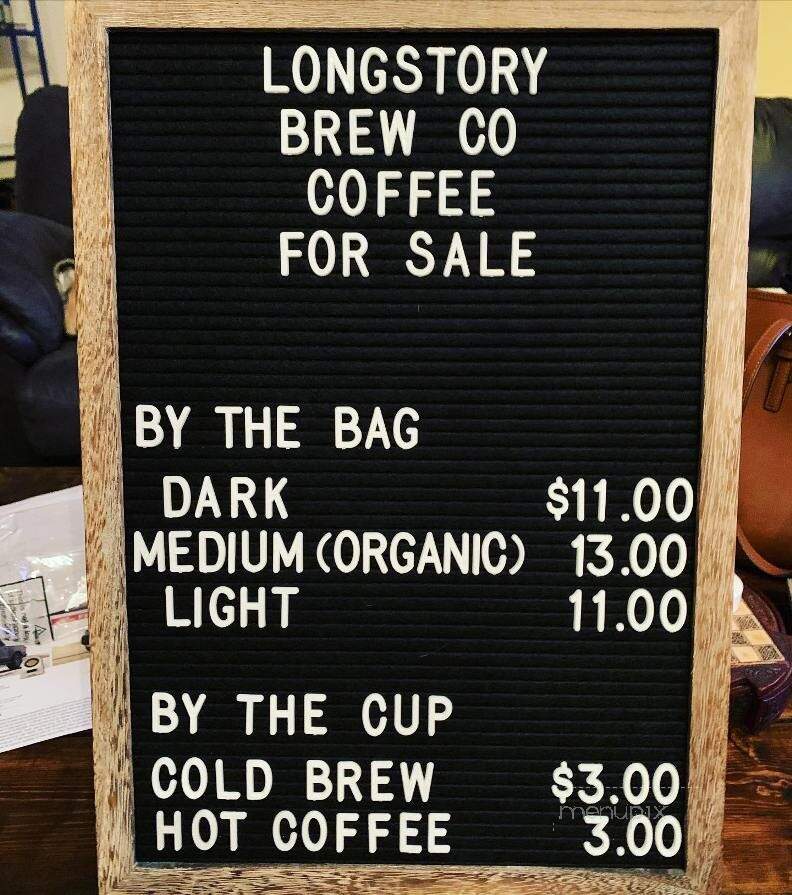 LONGSTORY
BREW CO
COFFEE
FOR SALE
BY THE BAG
DARK $11.00
MEDIUM (ORGANIC) 13.00
LIGHT 11.00
BY THE CUP
COLD BREW $3.00
menupix
HOT COFFEE 3.00